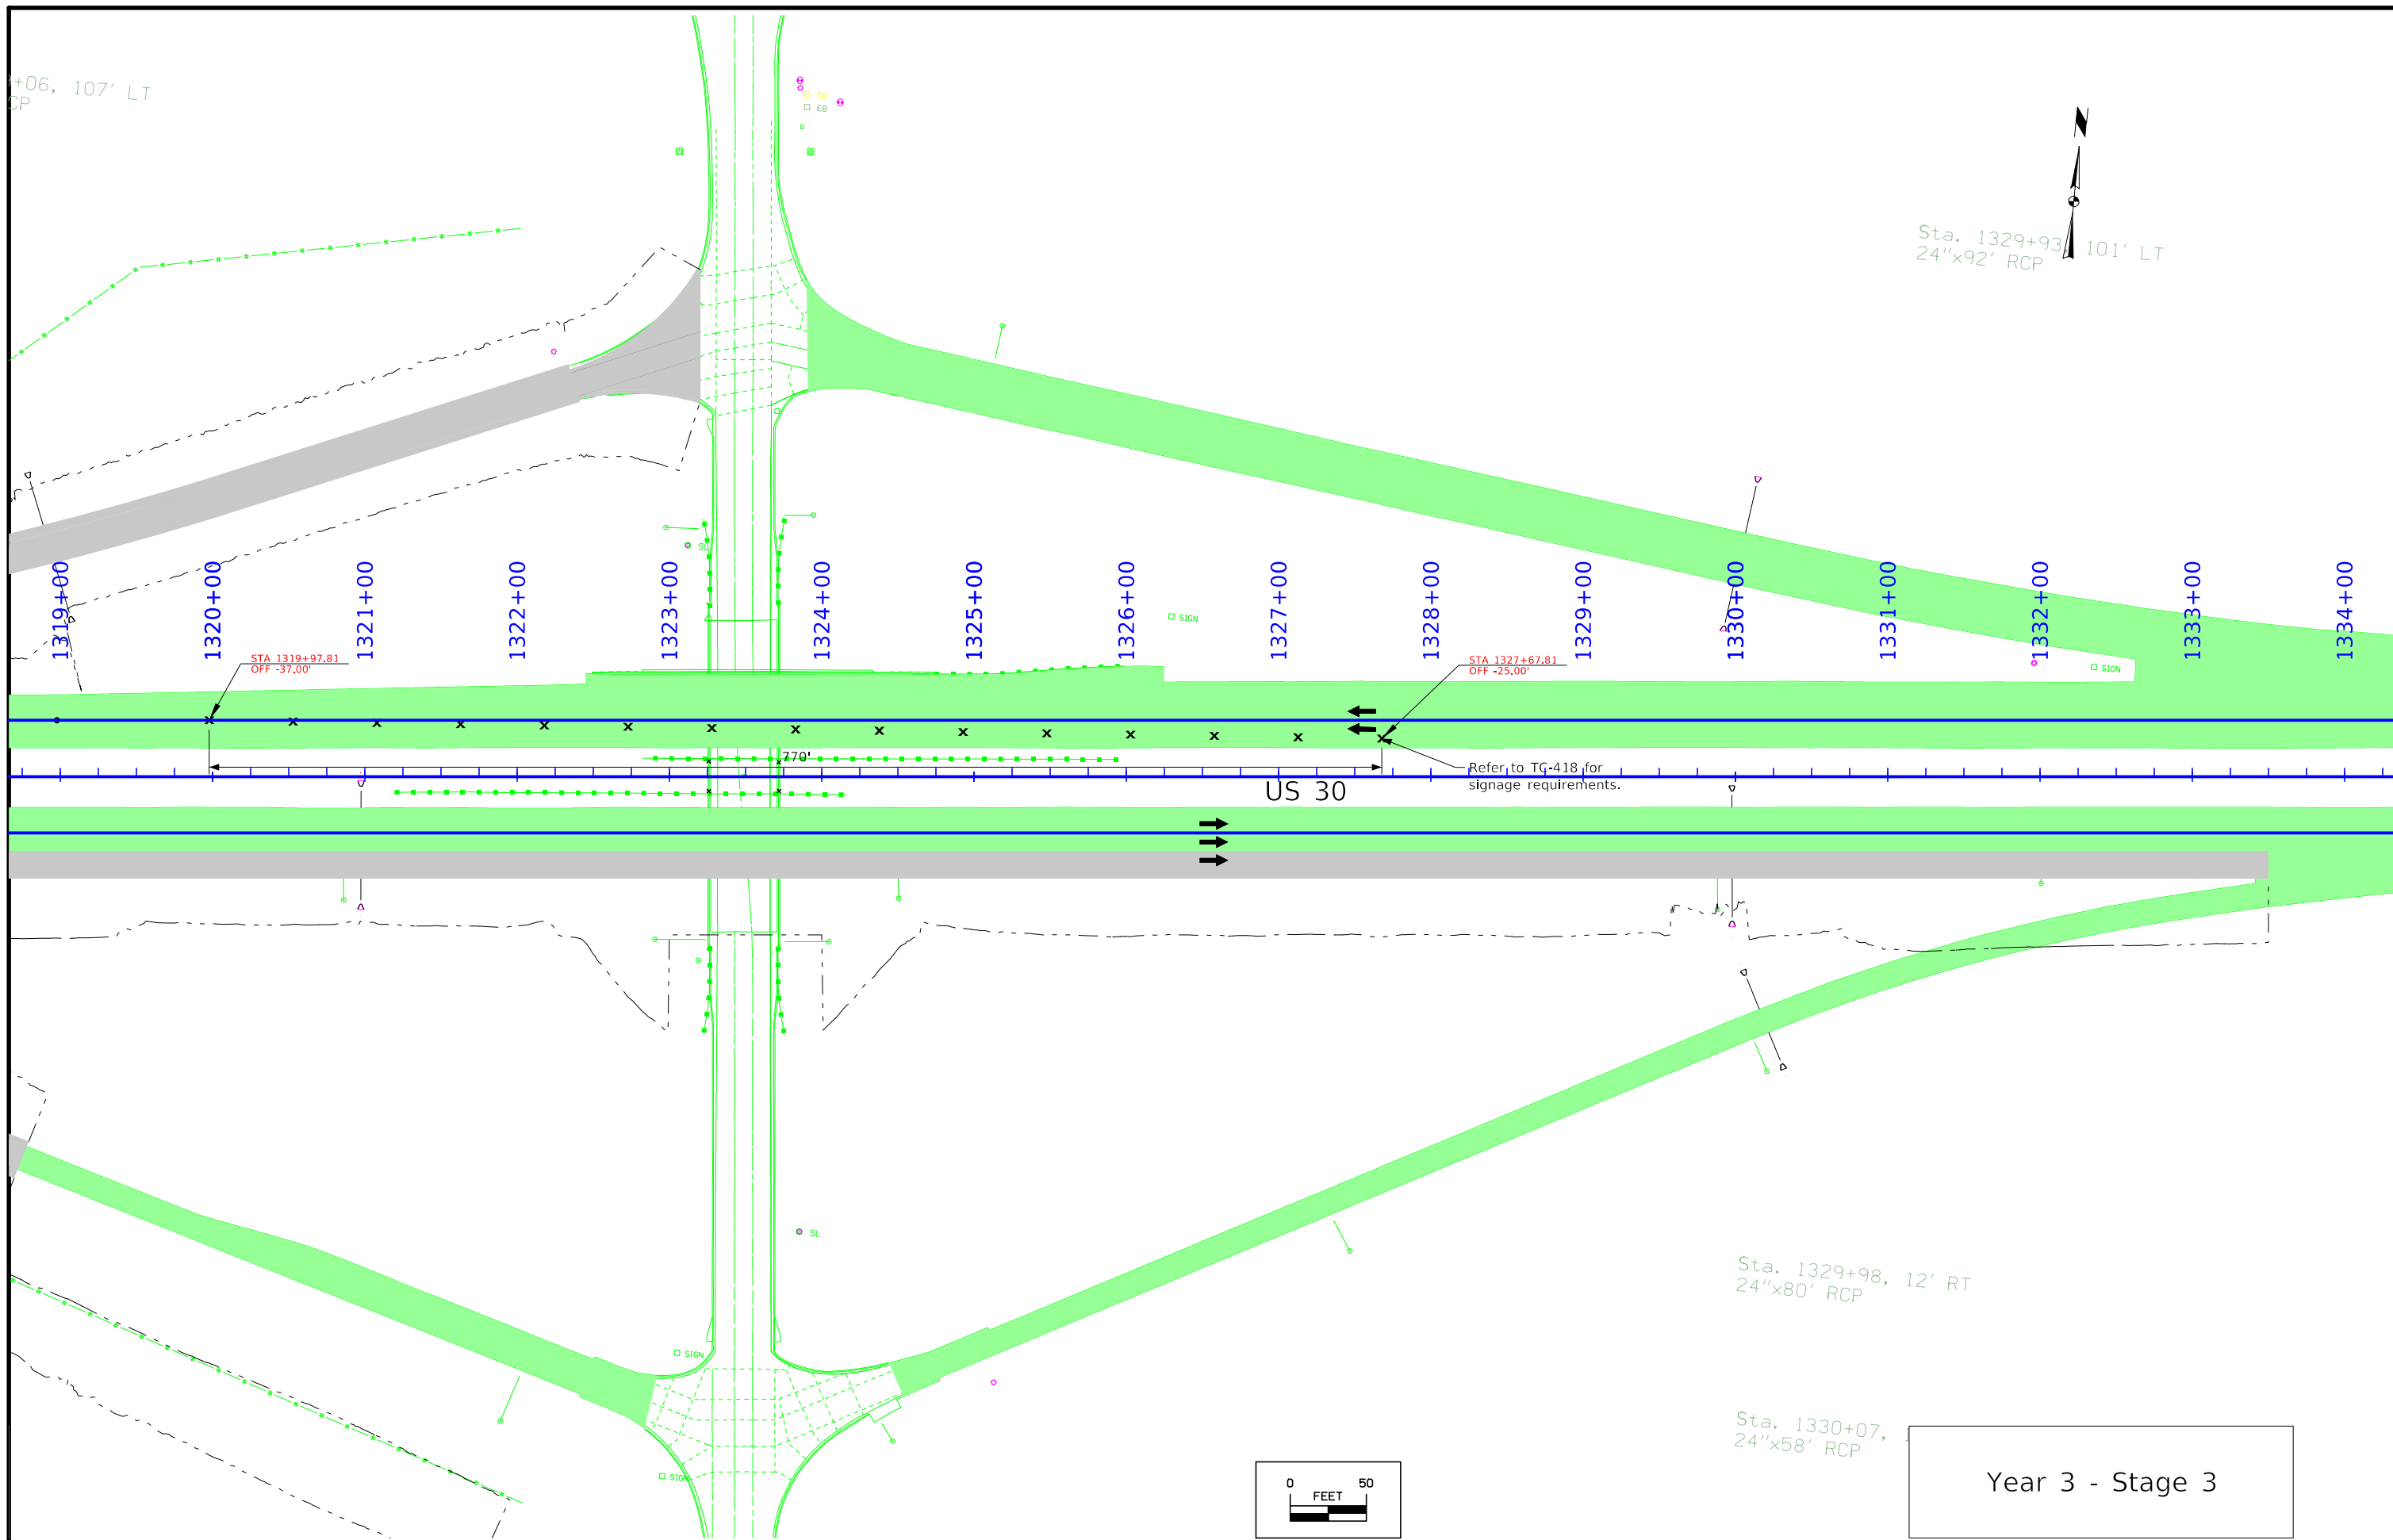 +06, 107' LT
CP
TP
EB
N
Sta. 1329+93, 101' LT
24"x92' RCP
SL
1319+00
1320+00
1321+00
1322+00
1323+00
1324+00
1325+00
1326+00
1327+00
1328+00
1329+00
1330+00
1331+00
1332+00
1333+00
1334+00
SIGN
SIGN
STA 1319+97.81
OFF -37.00'
STA 1327+67.81
OFF -25.00'
770'
Refer to TC-418 for
signage requirements.
US 30
SL
Sta. 1329+98, 12' RT
24"x80' RCP
SIGN
Sta. 1330+07,
24"x58' RCP
SIGN
0 50
FEET
Year 3 - Stage 3